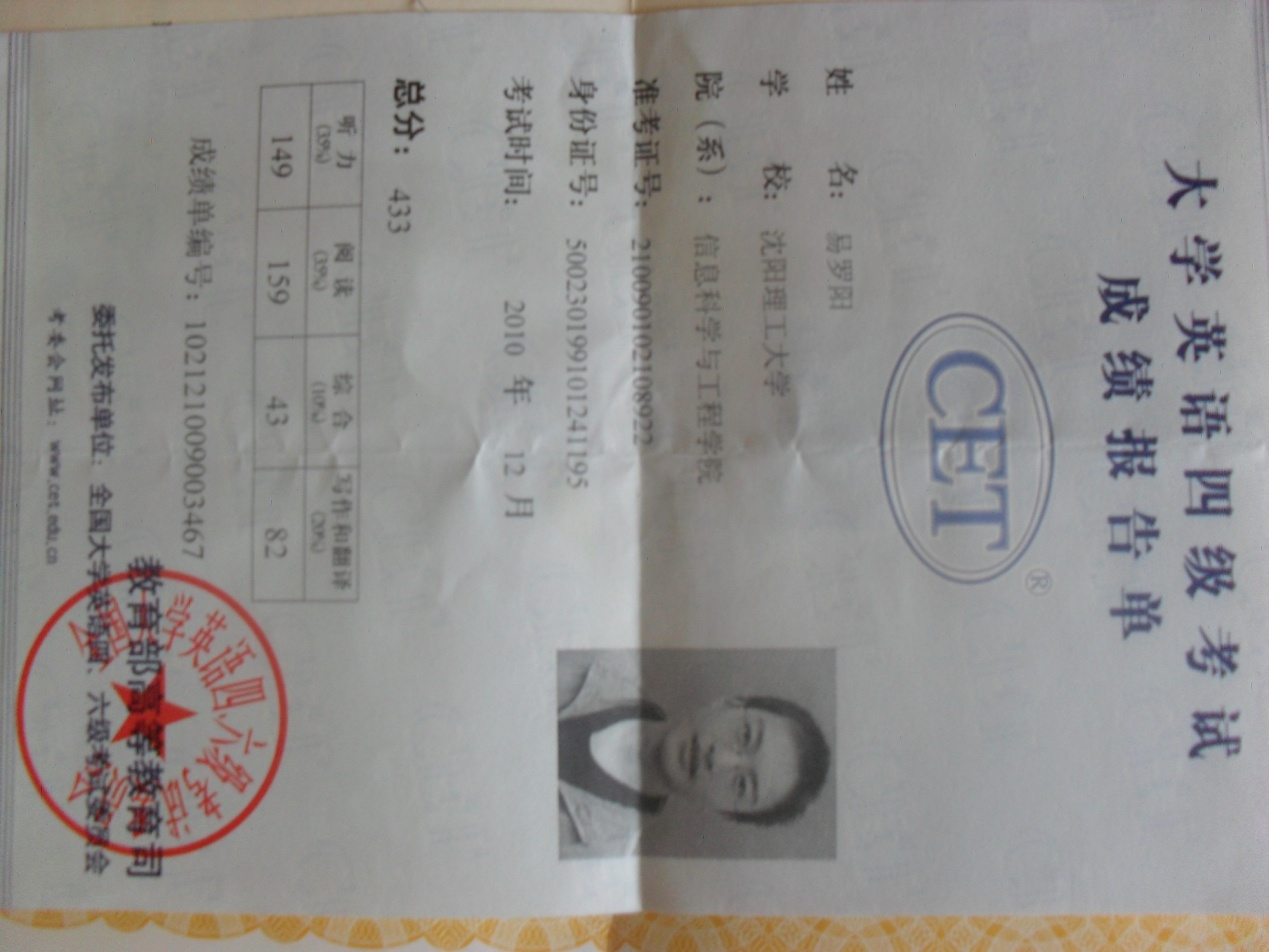 大学英语四级考试
成绩报告单
CET®
姓 名：易罗阳
学 校：沈阳理工大学
院（系）：信息科学与工程学院
准考证号：210090102108922
身份证号：500230199101241195
考试时间： 2010 年 12 月
总分： 433
听力 (35%) 阅读 (35%) 综合 (10%) 写作和翻译 (20%)
149 159 43 82
成绩单编号：102121009003467
教育部高等教育司
委托发布单位：全国大学英语四、六级考试委员会
考委会网址：www.cet.edu.cn